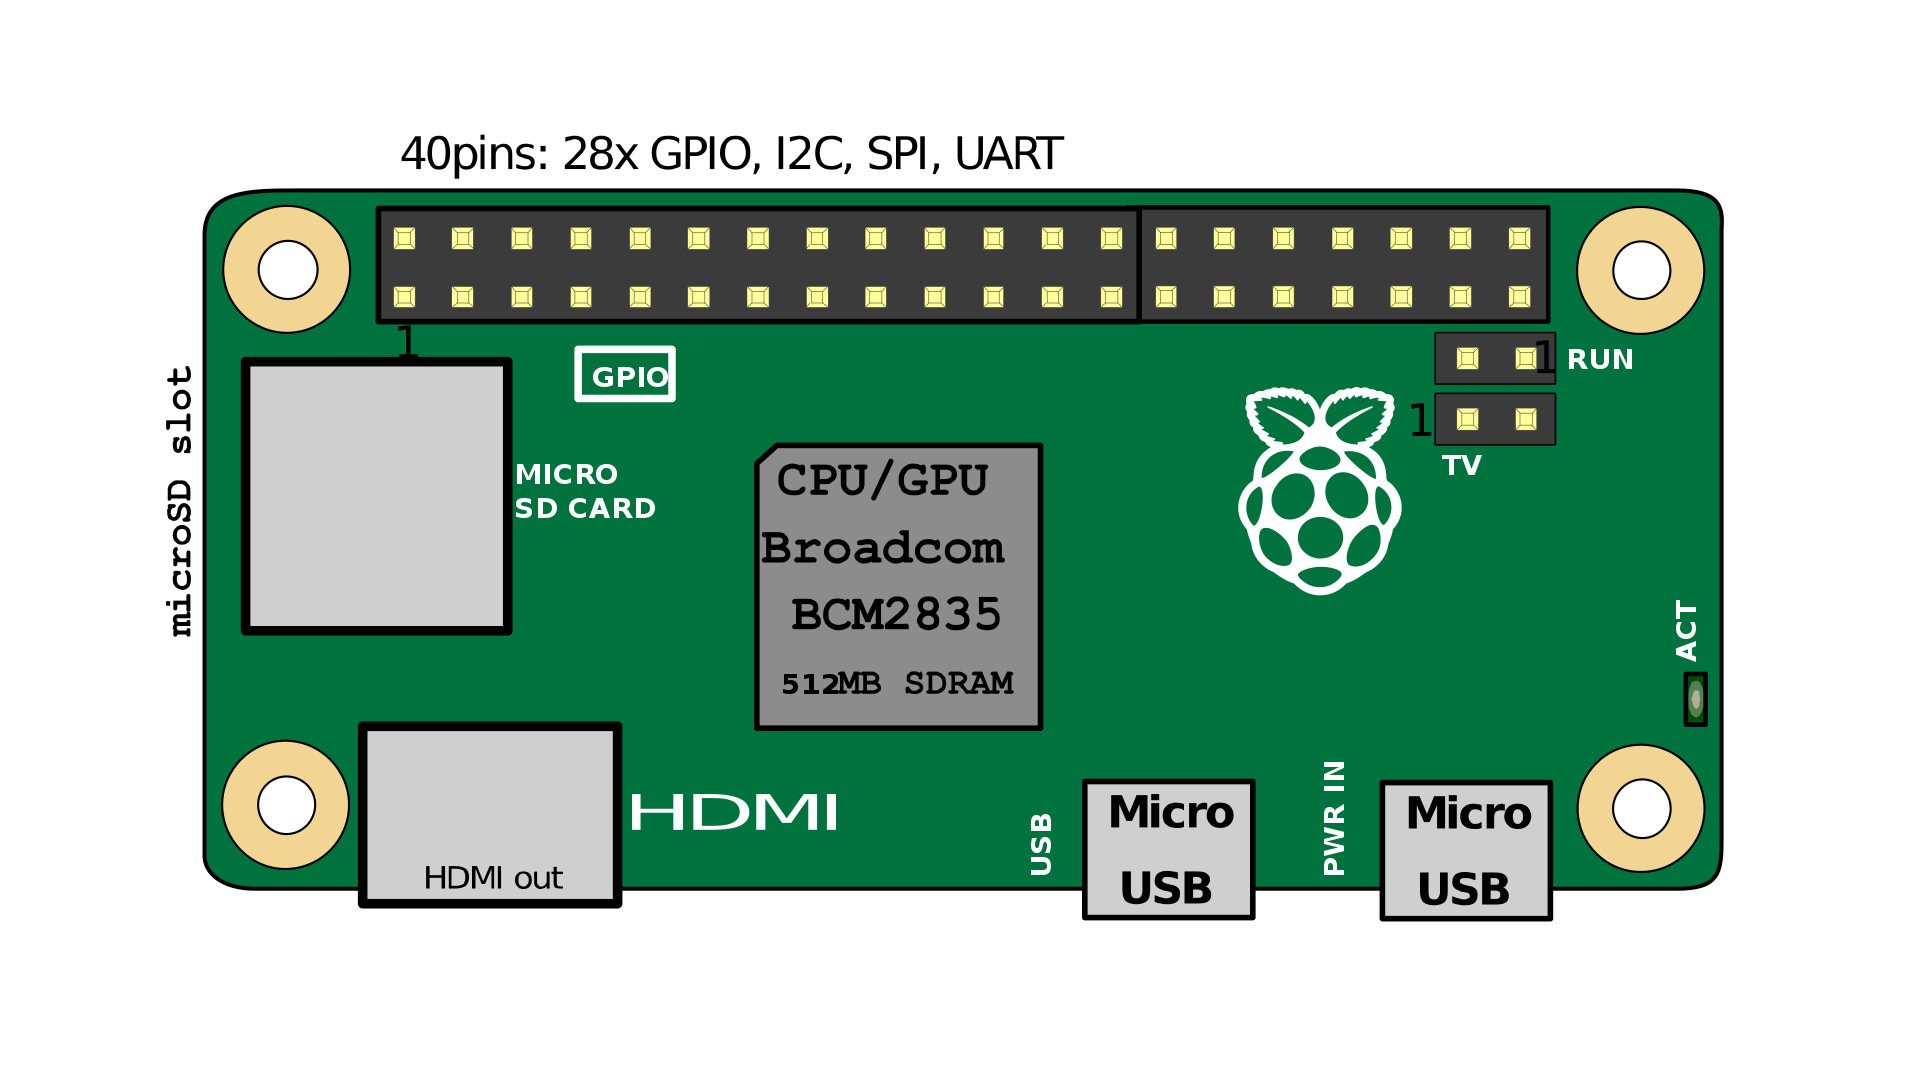 40pins: 28x GPIO, I2C, SPI, UART
1
GPIO
1 RUN
1
TV
microSD slot
MICRO
SD CARD
CPU/GPU
Broadcom
BCM2835
512MB SDRAM
ACT
HDMI
HDMI out
USB
Micro
USB
PWR IN
Micro
USB